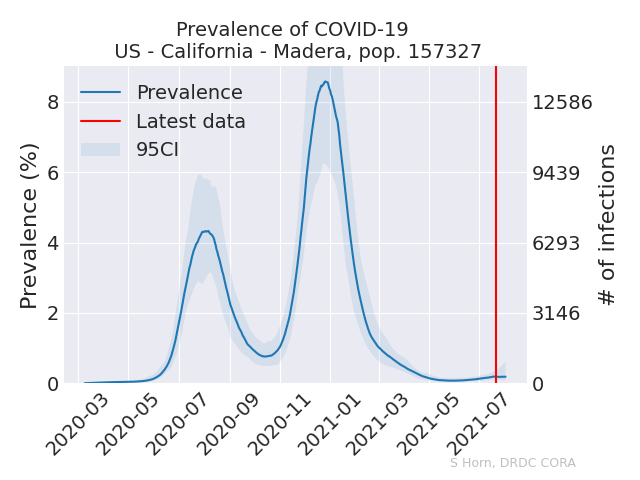 Prevalence of COVID-19
US - California - Madera, pop. 157327
Prevalence
Latest data
95CI
Prevalence (%)
8
6
4
2
0
12586
9439
6293
3146
0
# of infections
2020-03
2020-05
2020-07
2020-09
2020-11
2021-01
2021-03
2021-05
2021-07
S Horn, DRDC CORA